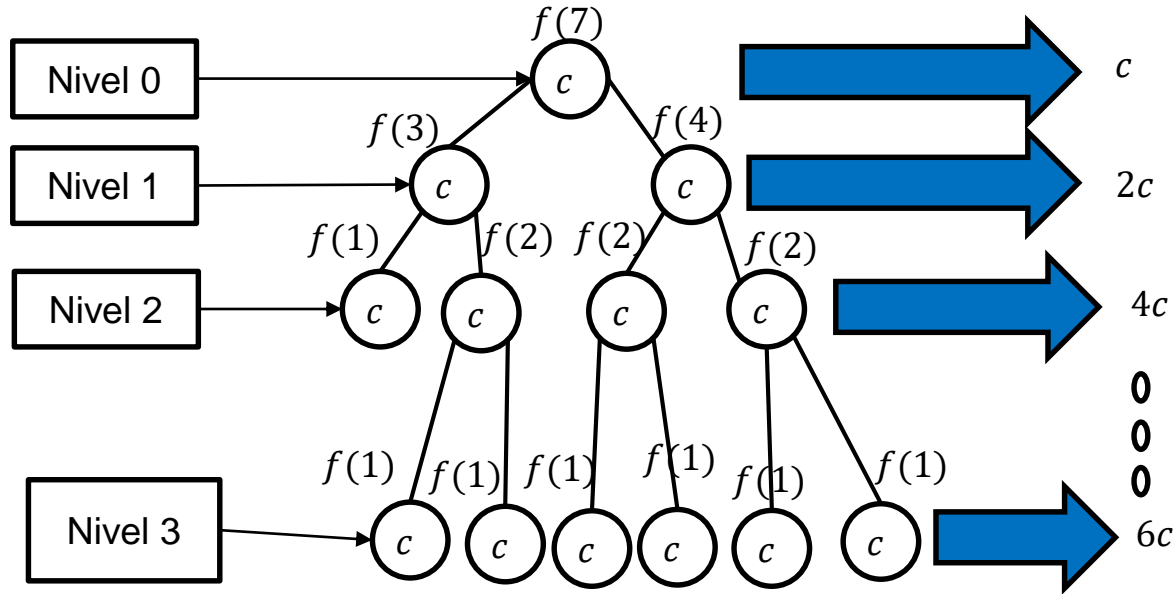 f(7)
Nivel 0 c c
f(3) f(4)
Nivel 1 c c 2c
f(1) f(2) f(2) f(2)
Nivel 2 c c c c 4c
f(1) f(1) f(1) f(1) f(1) f(1)
Nivel 3 c c c c c c 6c